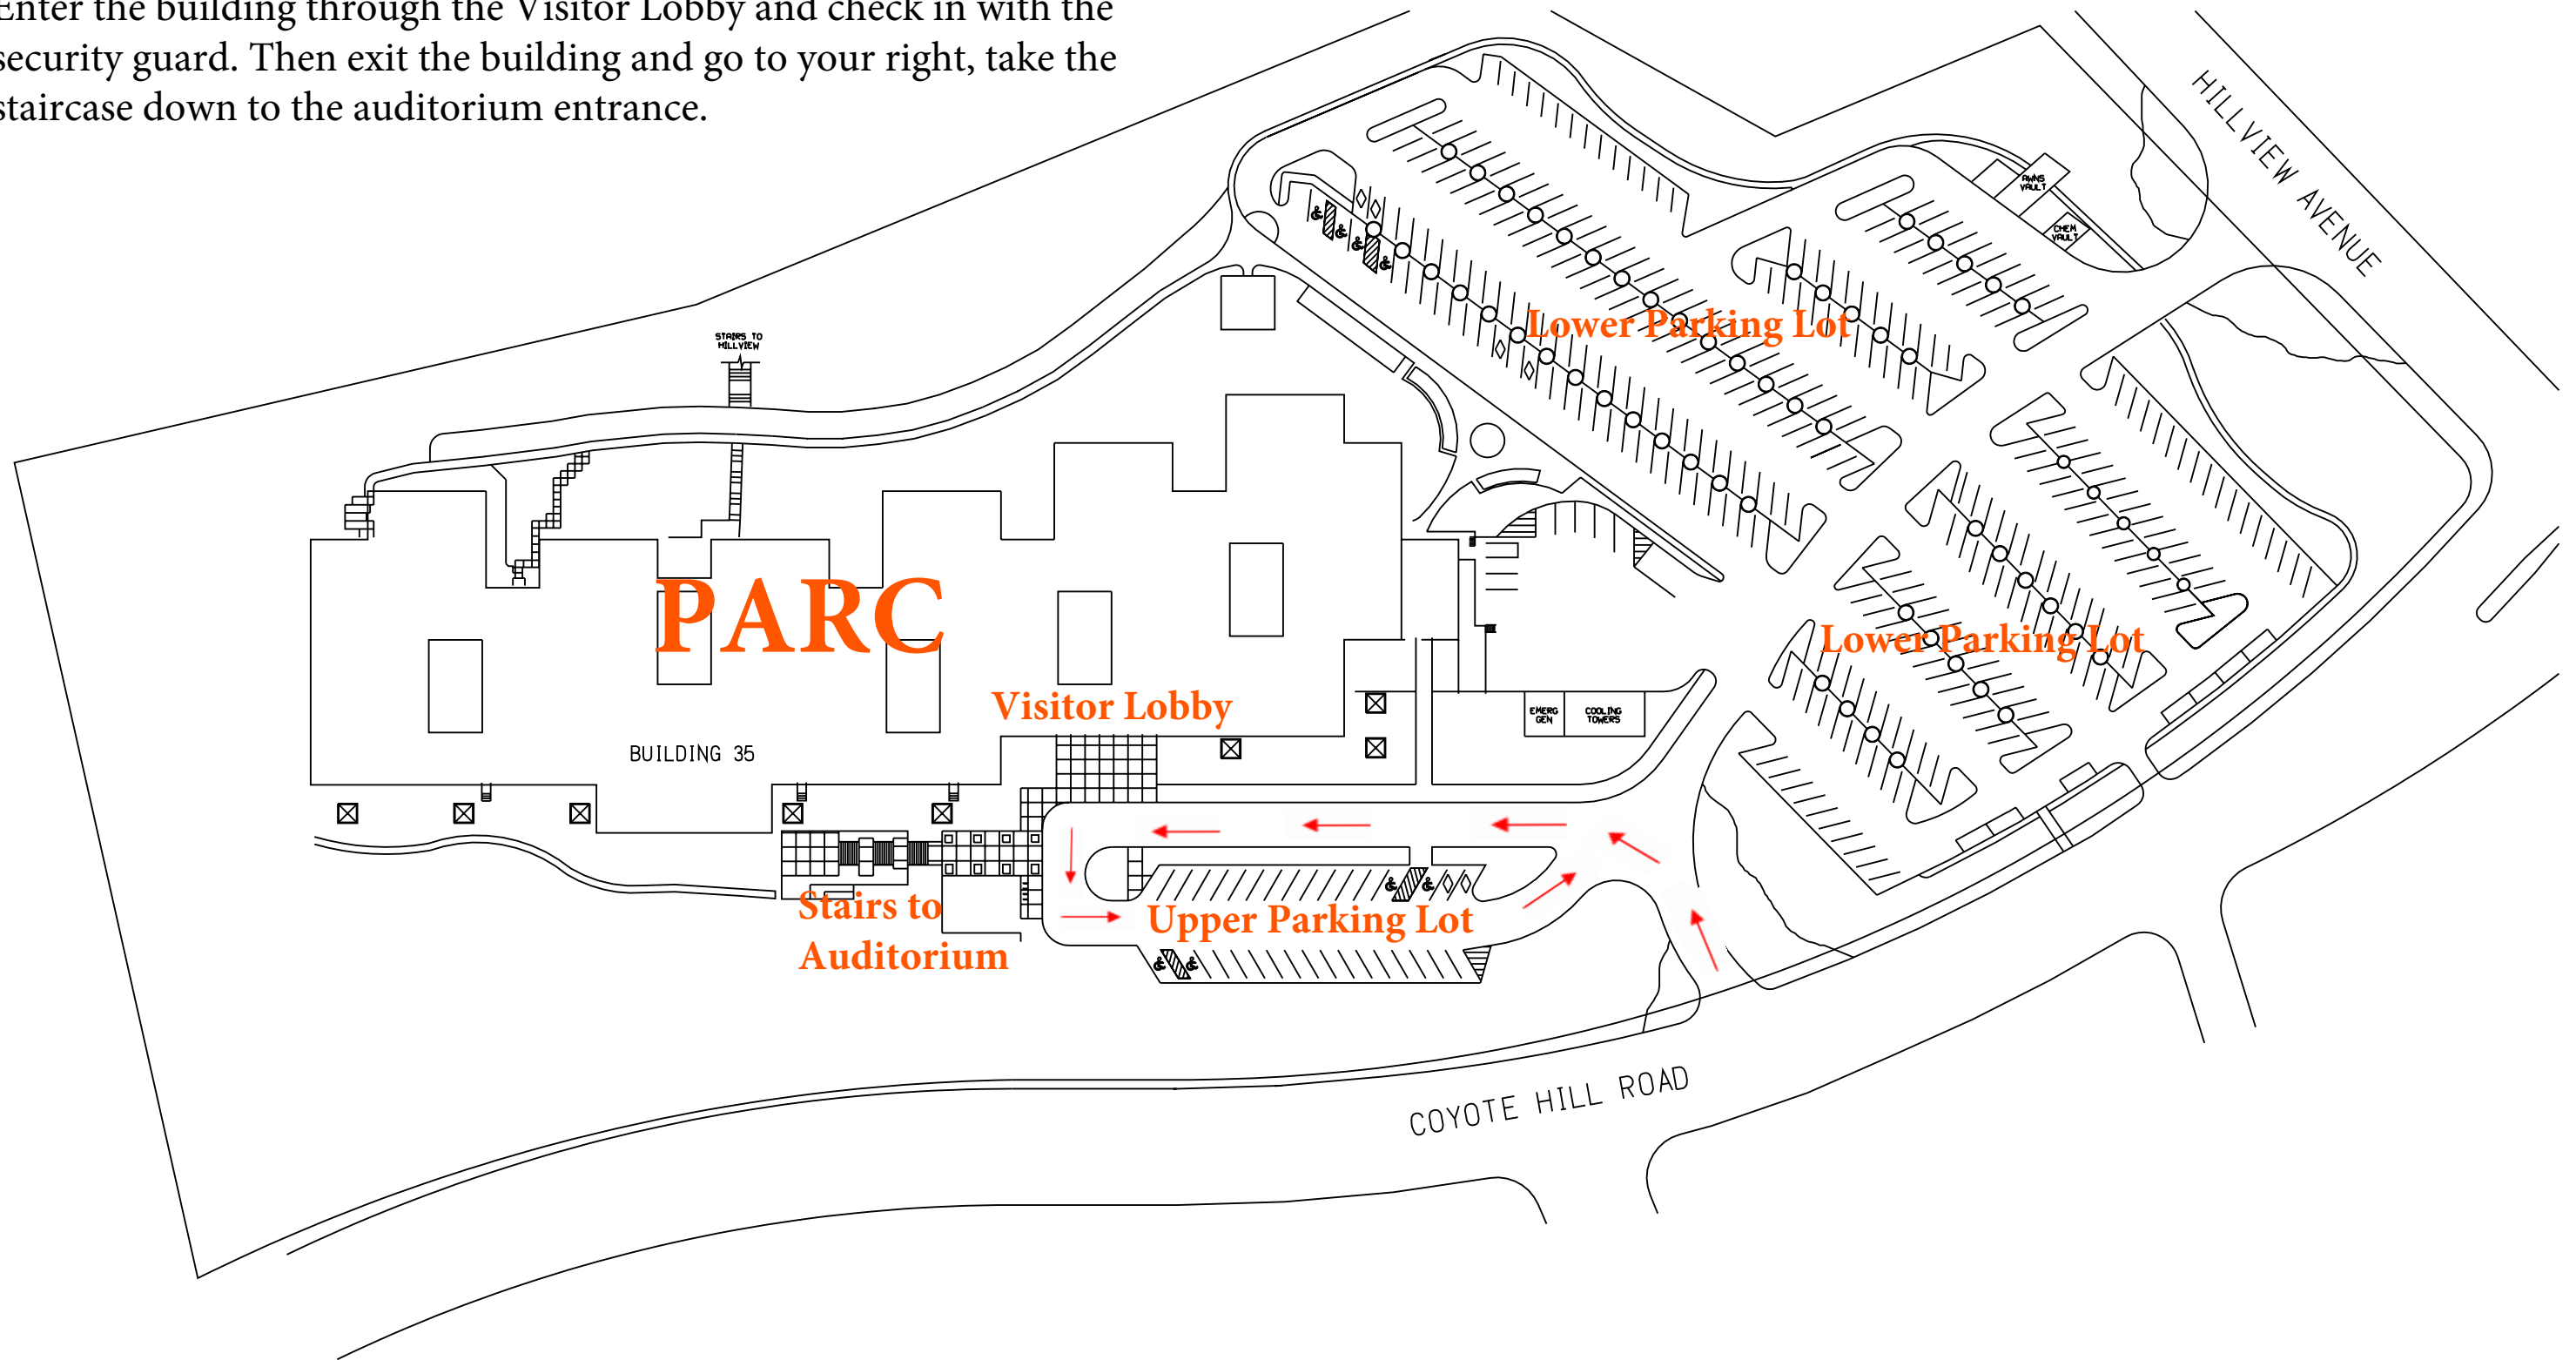 Enter the building through the Visitor Lobby and check in with the
security guard. Then exit the building and go to your right, take the
staircase down to the auditorium entrance.
HILLVIEW AVENUE
AWNS
VAULT
CHEM
VAULT
Lower Parking Lot
STAIRS TO
HILLVIEW
PARC
Lower Parking Lot
Visitor Lobby
EMERG
GEN
COOLING
TOWERS
BUILDING 35
Stairs to
Auditorium
Upper Parking Lot
COYOTE HILL ROAD